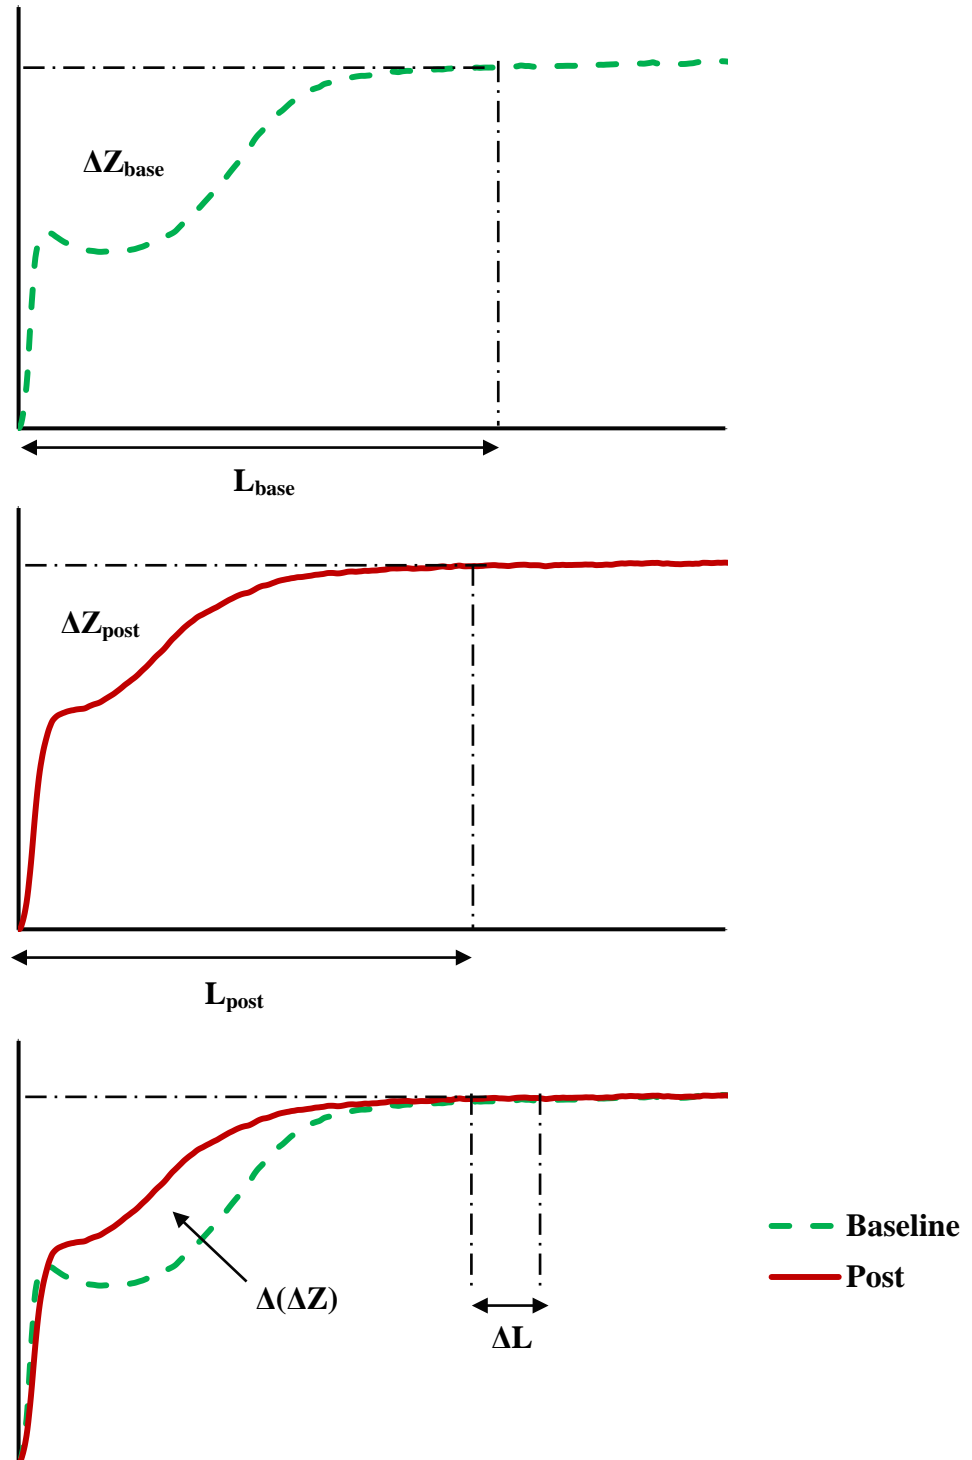 ΔZbase
Lbase
ΔZpost
Lpost
Baseline
Post
Δ(ΔZ)
ΔL